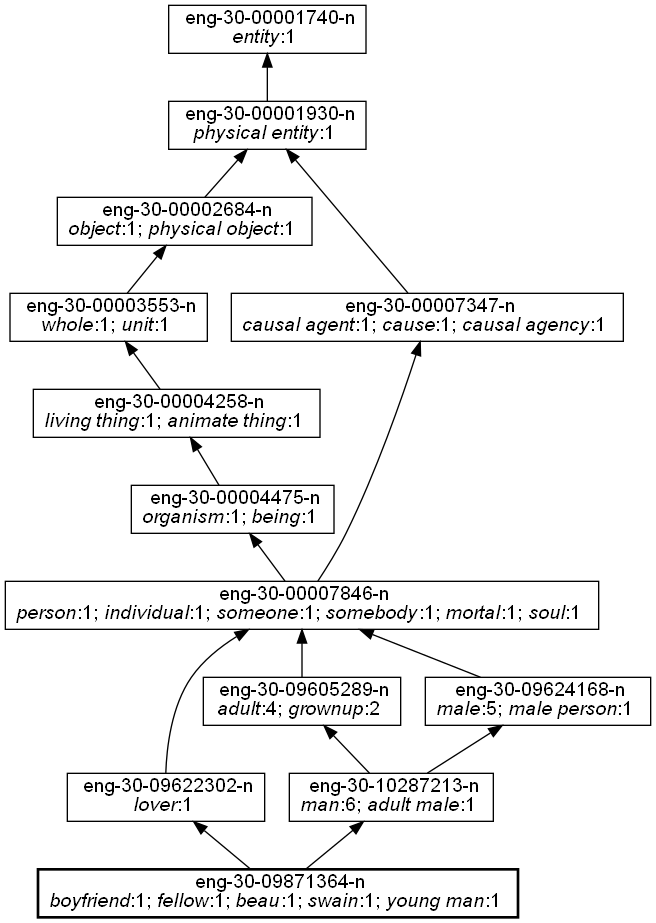 eng-30-00001740-n
entity:1
eng-30-00001930-n
physical entity:1
eng-30-00002684-n
object:1; physical object:1
eng-30-00003553-n
whole:1; unit:1
eng-30-00007347-n
causal agent:1; cause:1; causal agency:1
eng-30-00004258-n
living thing:1; animate thing:1
eng-30-00004475-n
organism:1; being:1
eng-30-00007846-n
person:1; individual:1; someone:1; somebody:1; mortal:1; soul:1
eng-30-09605289-n
adult:4; grownup:2
eng-30-09624168-n
male:5; male person:1
eng-30-09622302-n
lover:1
eng-30-10287213-n
man:6; adult male:1
eng-30-09871364-n
boyfriend:1; fellow:1; beau:1; swain:1; young man:1